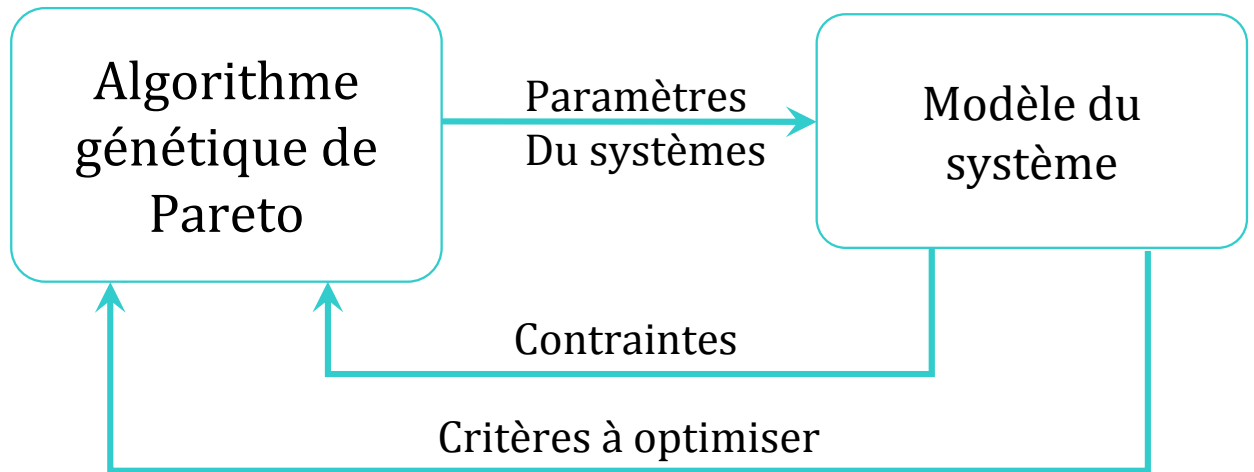 Algorithme
génétique de
Pareto
Paramètres
Du systèmes
Modèle du
système
Contraintes
Critères à optimiser